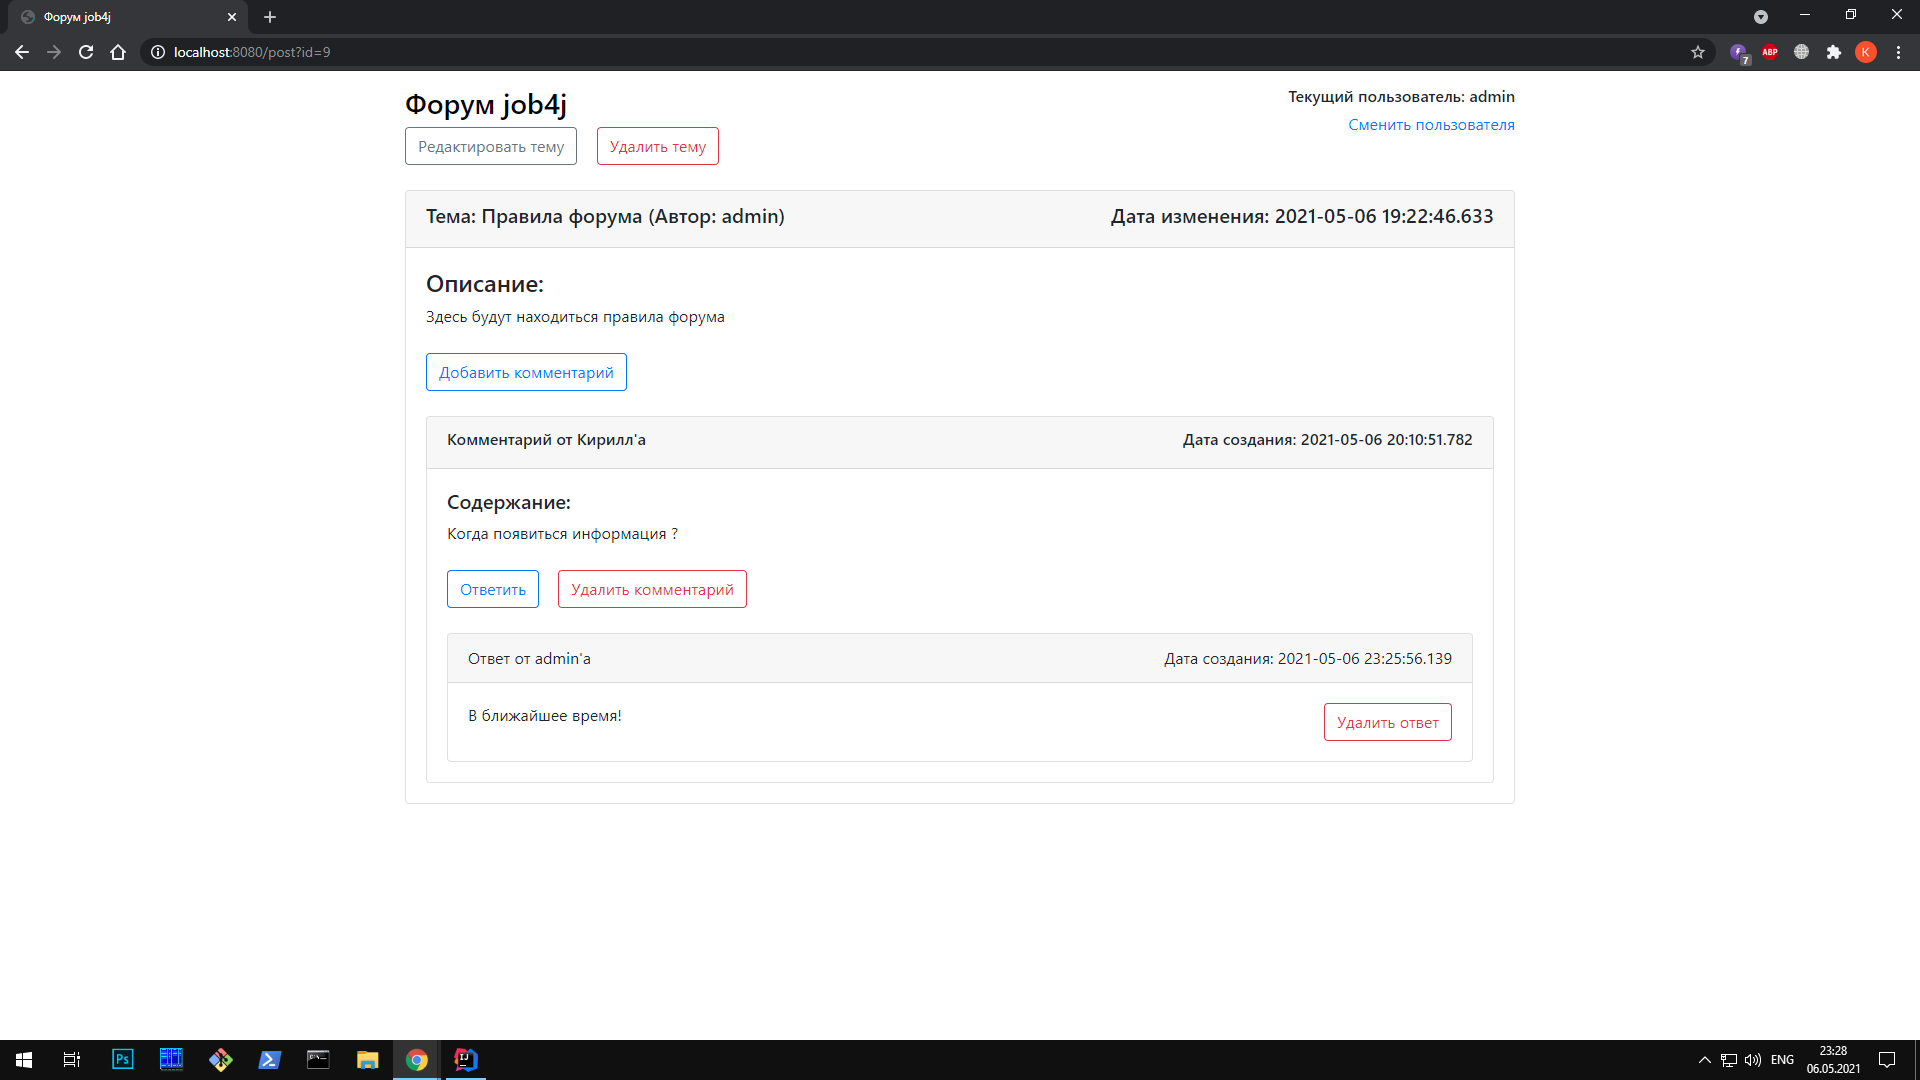 Форум job4j
localhost:8080/post?id=9
7
ABP
K
Форум job4j
Текущий пользователь: admin
Сменить пользователя
Редактировать тему
Удалить тему
Тема: Правила форума (Автор: admin)
Дата изменения: 2021-05-06 19:22:46.633
Описание:
Здесь будут находиться правила форума
Добавить комментарий
Комментарий от Кирилл'а
Дата создания: 2021-05-06 20:10:51.782
Содержание:
Когда появиться информация ?
Ответить
Удалить комментарий
Ответ от admin'а
Дата создания: 2021-05-06 23:25:56.139
В ближайшее время!
Удалить ответ
Ps
IJ
ENG
23:28
06.05.2021